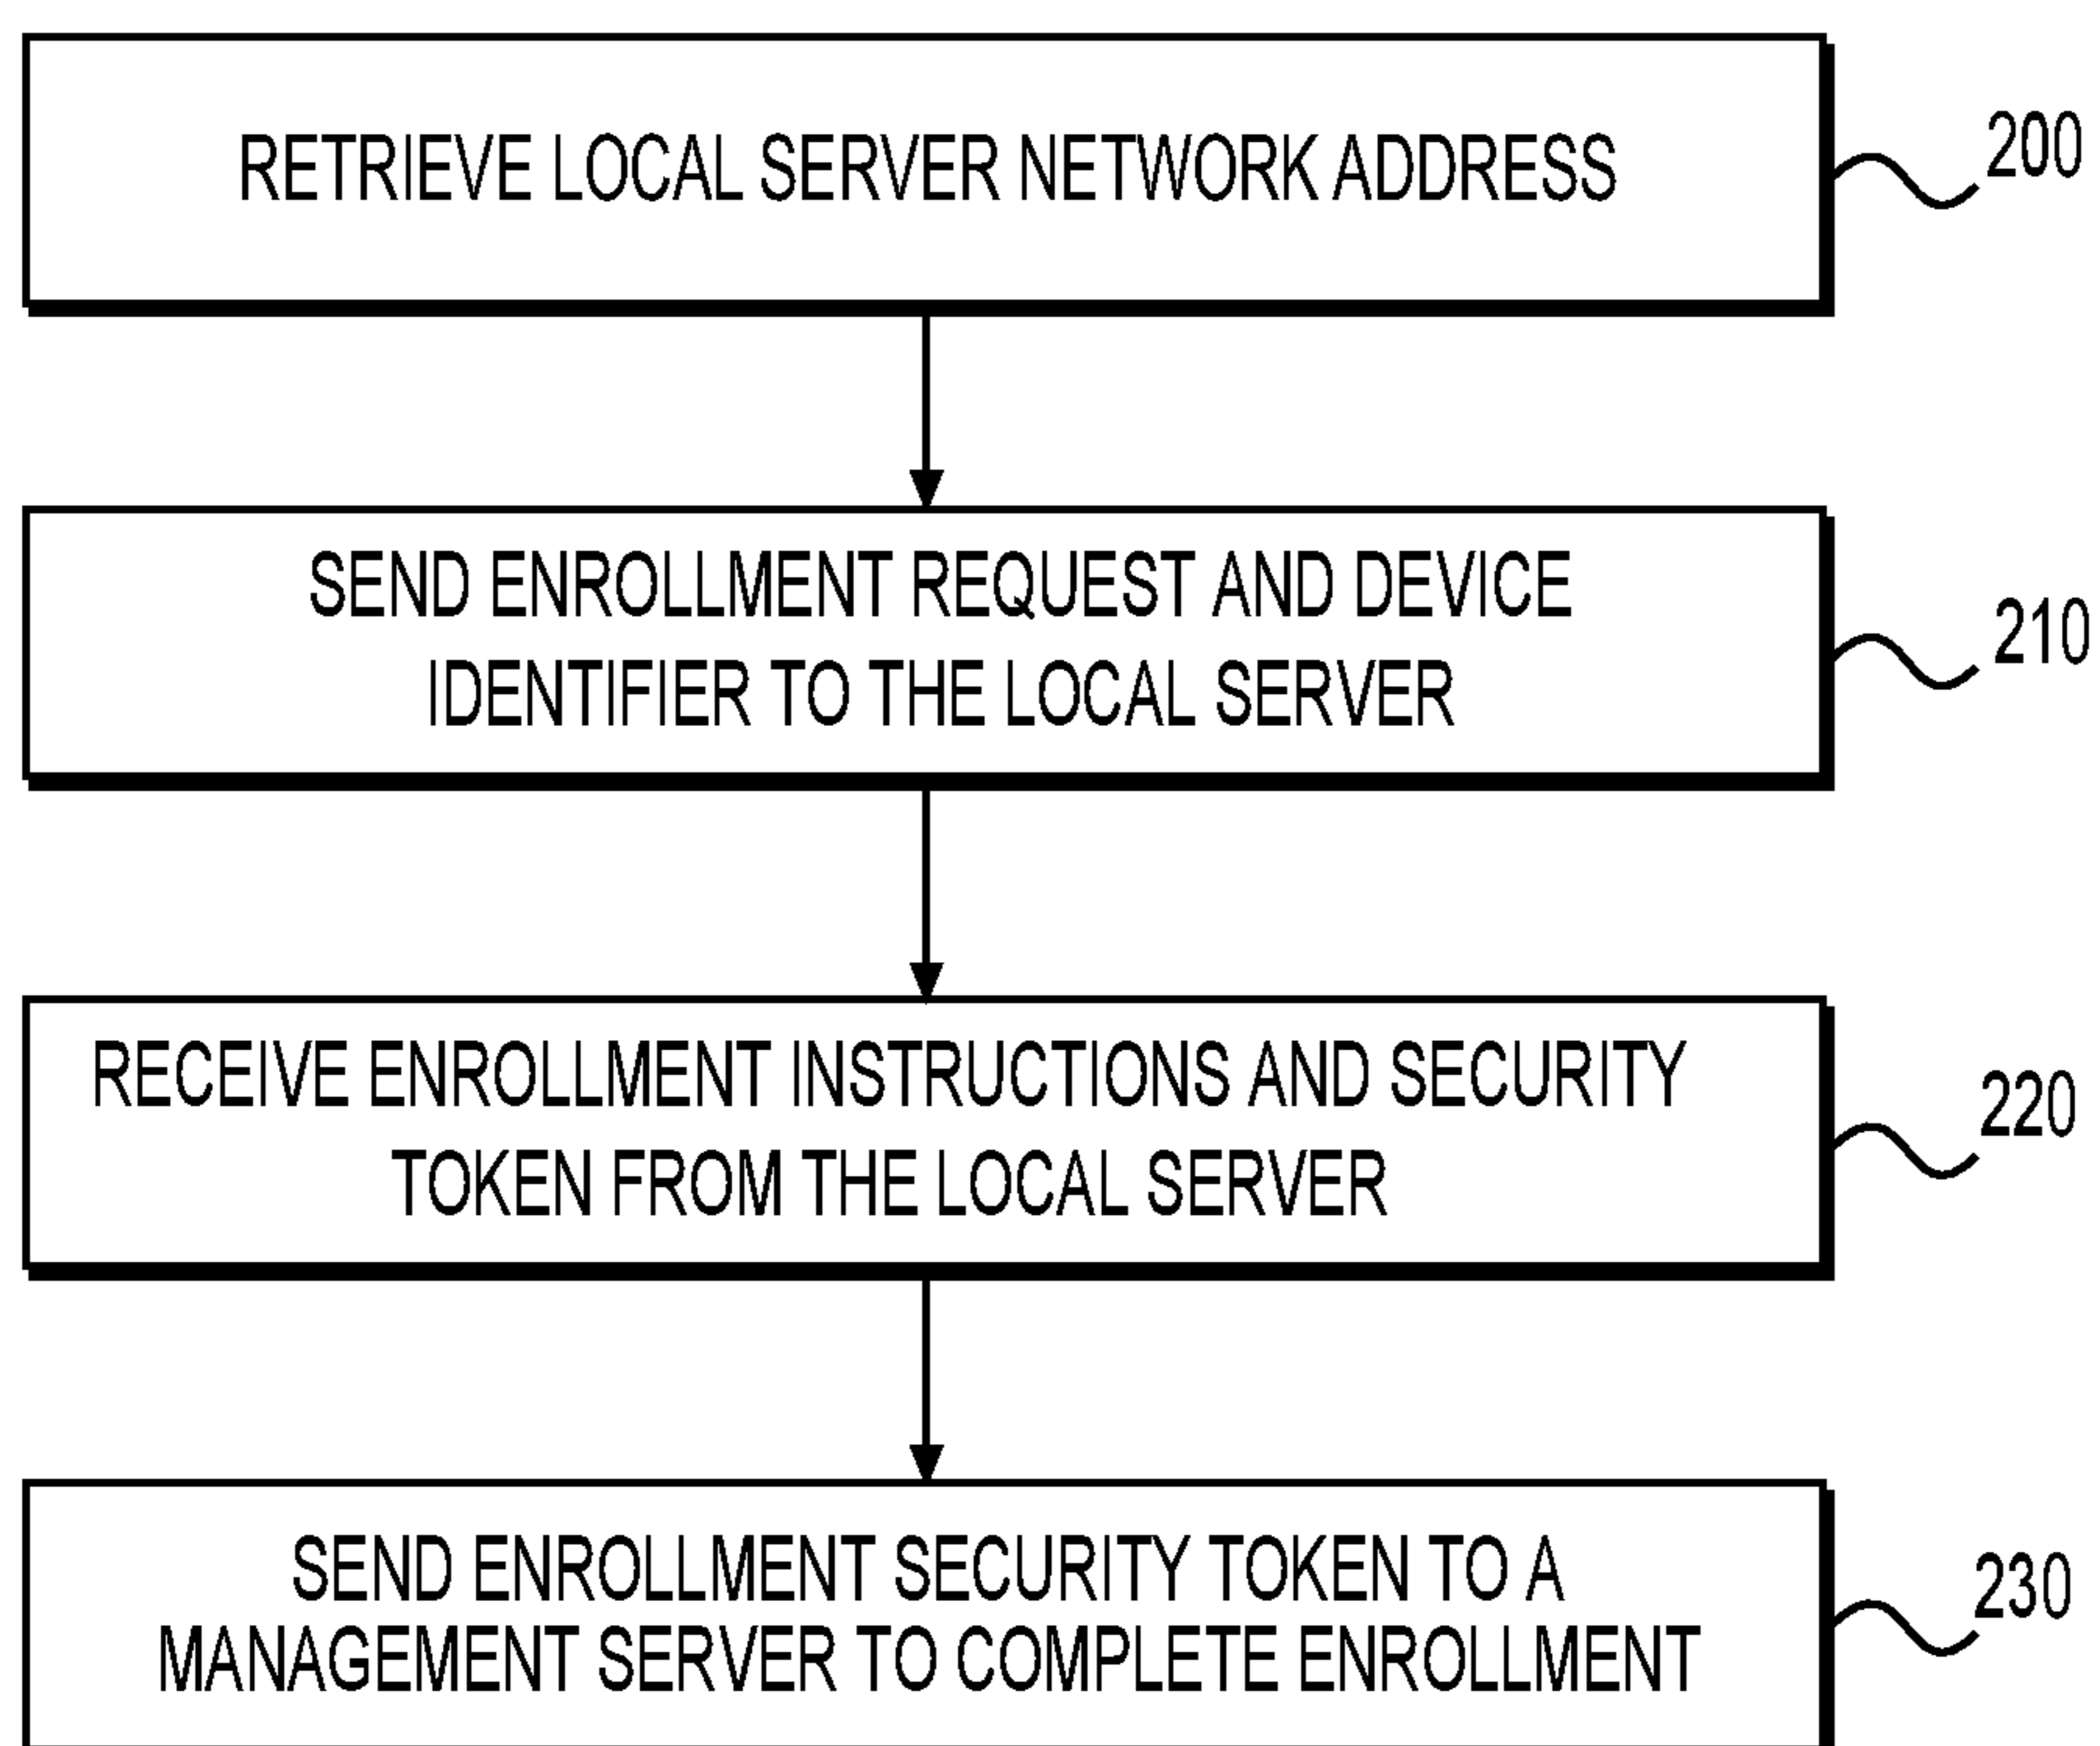 RETRIEVE LOCAL SERVER NETWORK ADDRESS
200
SEND ENROLLMENT REQUEST AND DEVICE
IDENTIFIER TO THE LOCAL SERVER
210
RECEIVE ENROLLMENT INSTRUCTIONS AND SECURITY
TOKEN FROM THE LOCAL SERVER
220
SEND ENROLLMENT SECURITY TOKEN TO A
MANAGEMENT SERVER TO COMPLETE ENROLLMENT
230